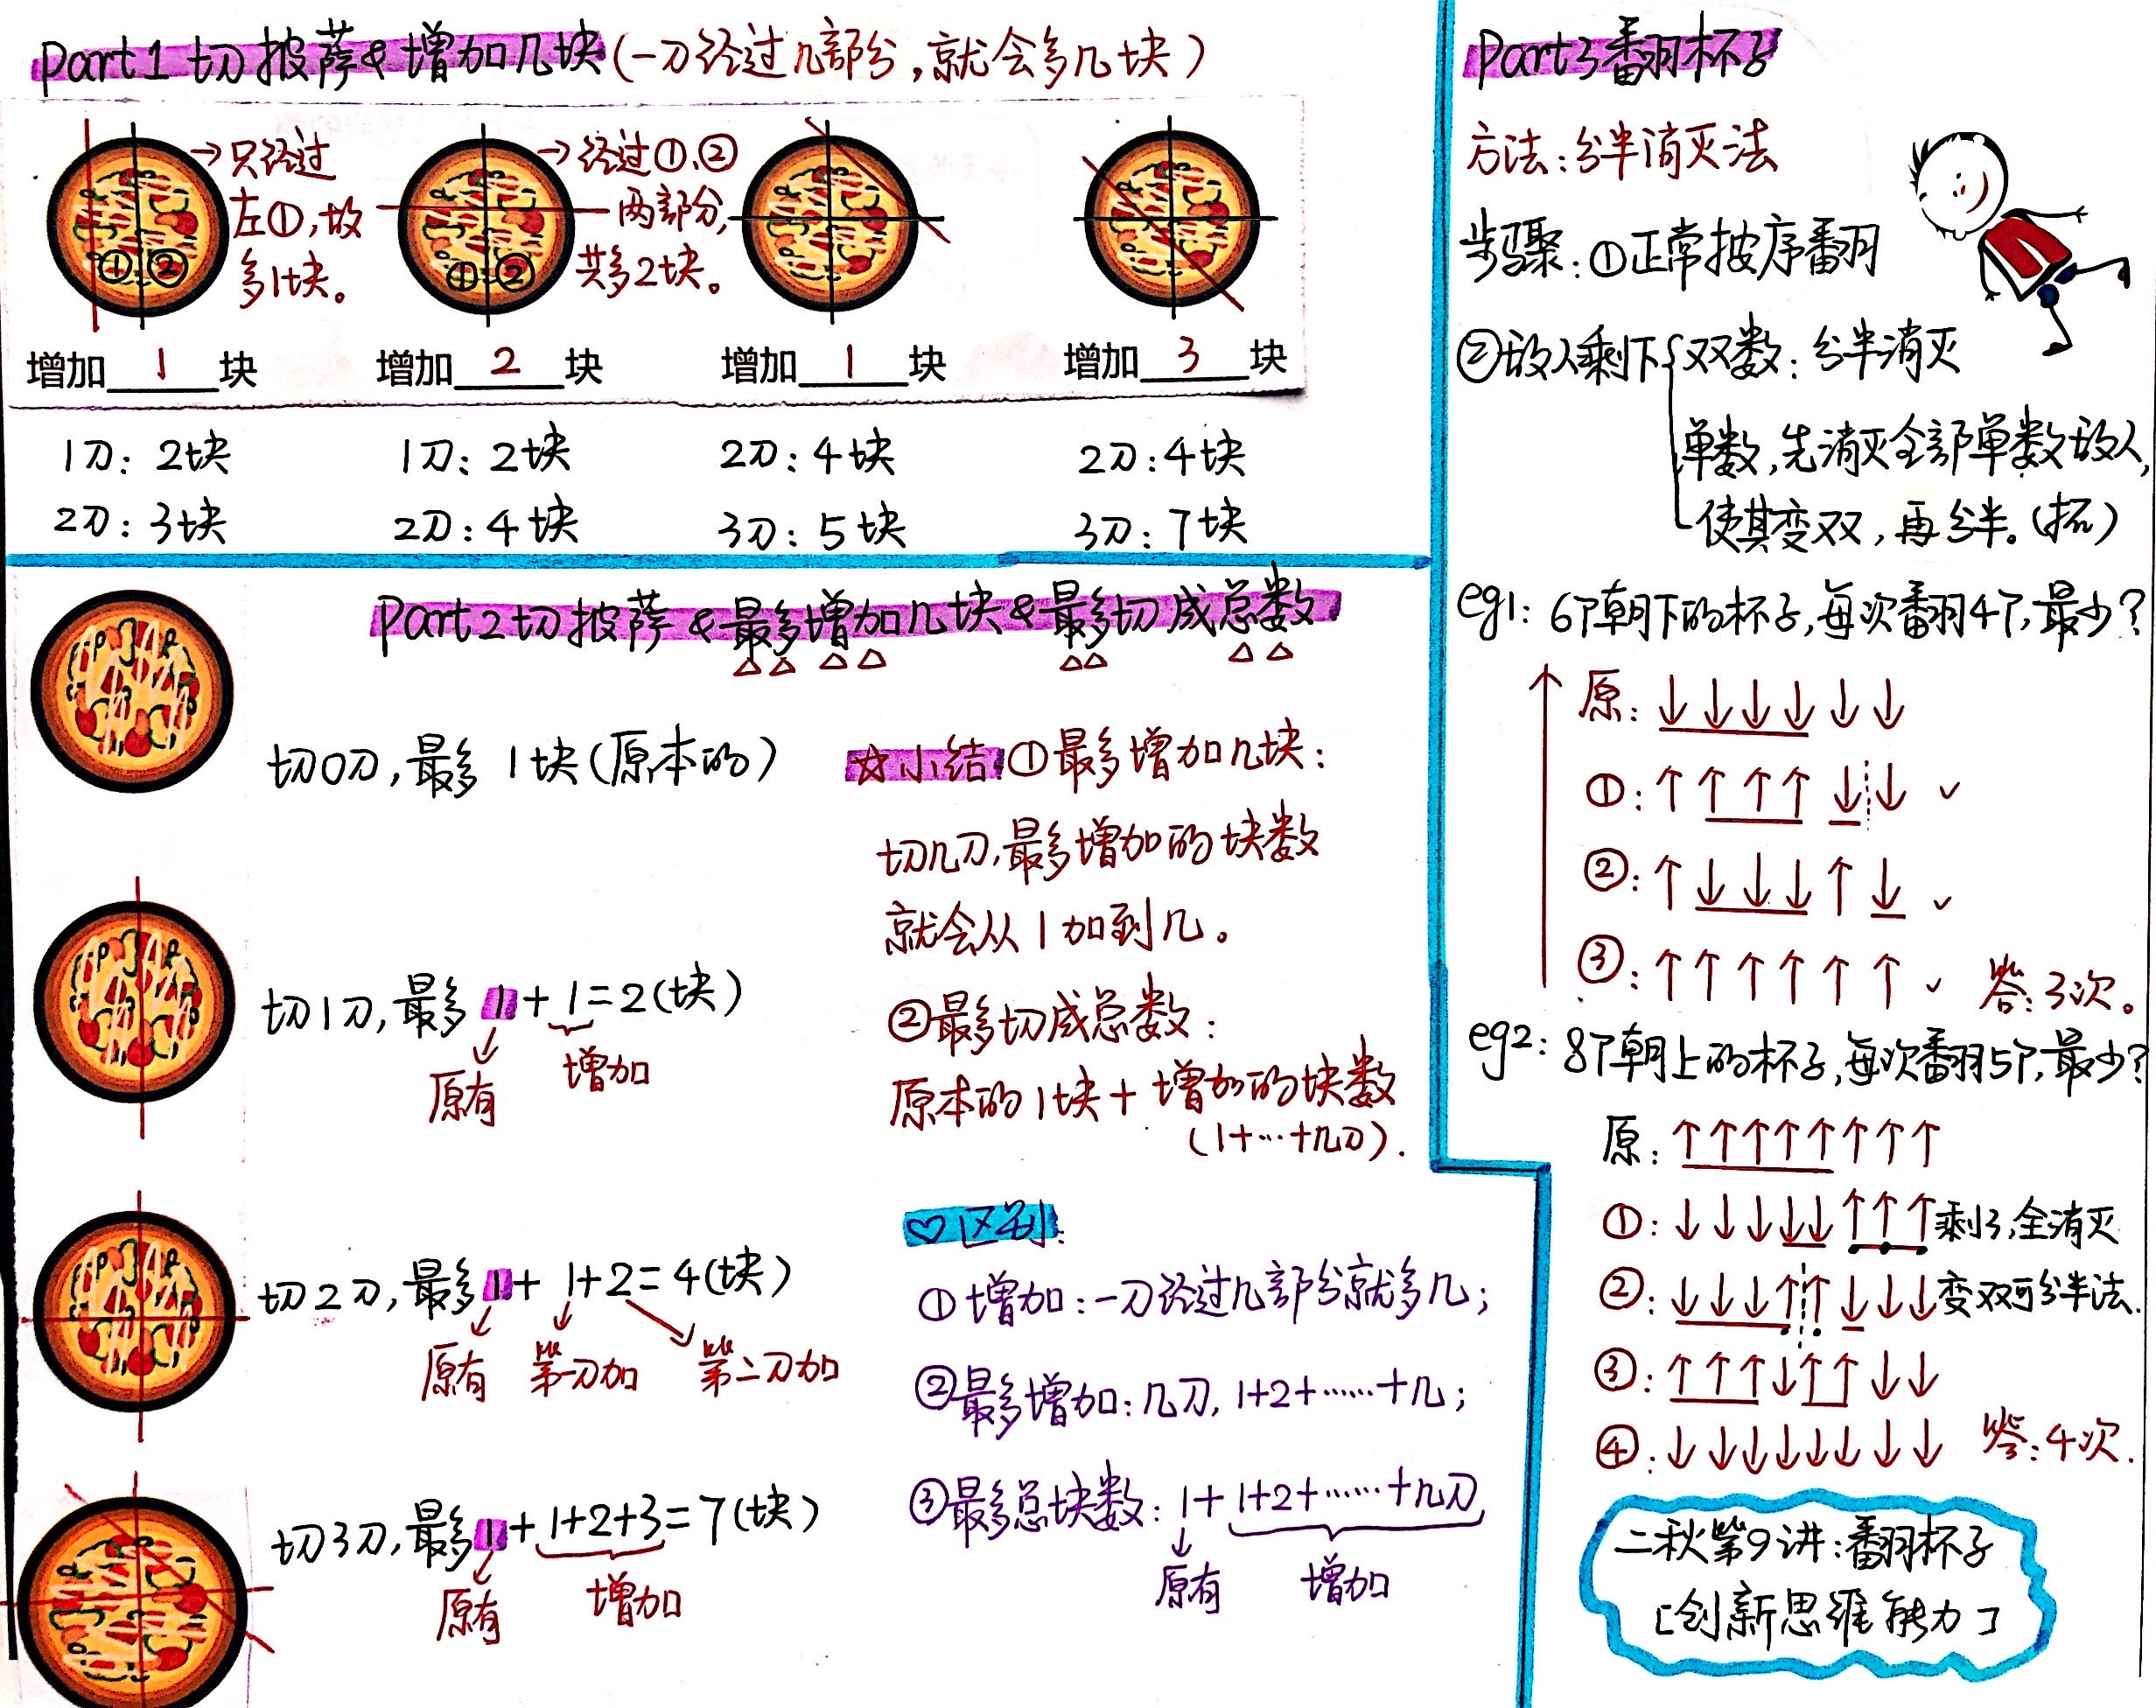 Part1 切披萨&增加几块(一刀经过几部分,就会多几块)
→只经过
左①,故
多1块。
① ②
→经过①、②
两部分,
共多2块。
① ②
增加 1 块
增加 2 块
增加 1 块
增加 3 块
1刀: 2块
1刀: 2块
2刀: 4块
2刀: 4块
2刀: 3块
2刀: 4块
3刀: 5块
3刀: 7块
Part2 切披萨&最多增加几块&最多切成总数
△△ △△ △△ △△
切0刀,最多 1块(原本的)
切1刀,最多 1+1=2(块)
原有 增加
切2刀,最多1+ 1+2=4(块)
原有 第一刀加 第二刀加
切3刀,最多1+1+2+3=7(块)
原有 增加
☆小结:①最多增加几块:
切几刀,最多增加的块数
就会从1加到几。
②最多切成总数:
原本的1块+增加的块数
(1+…+几刀).
♡区别:
①增加:一刀经过几部分就多几;
②最多增加:几刀,1+2+……+几;
③最多总块数: 1+1+2+……+几刀
原有 增加
Part3翻杯子
方法:分半消灭法
步骤:①正常按序翻
②敌人剩下{双数:分半消灭
单数,先消灭全部单数敌人,
使其变双,再分半。(拓)
eg1: 6个朝下的杯子,每次翻4个,最少?
↑ 原: ↓↓↓↓↓↓
①: ↑↑↑↑↓↓ ✓
②: ↑↓↓↓↑↓ ✓
③: ↑↑↑↑↑↑ ✓ 答:3次。
eg2: 8个朝上的杯子,每次翻5个,最少?
原: ↑↑↑↑↑↑↑↑
①: ↓↓↓↓↓↑↑↑剩3,全消灭
②: ↓↓↓↑↑↓↓↓变双可分半法.
③: ↑↑↑↓↑↑↓↓
④: ↓↓↓↓↓↓↓↓ 答:4次.
二秋第9讲:翻杯子
[创新思维能力]